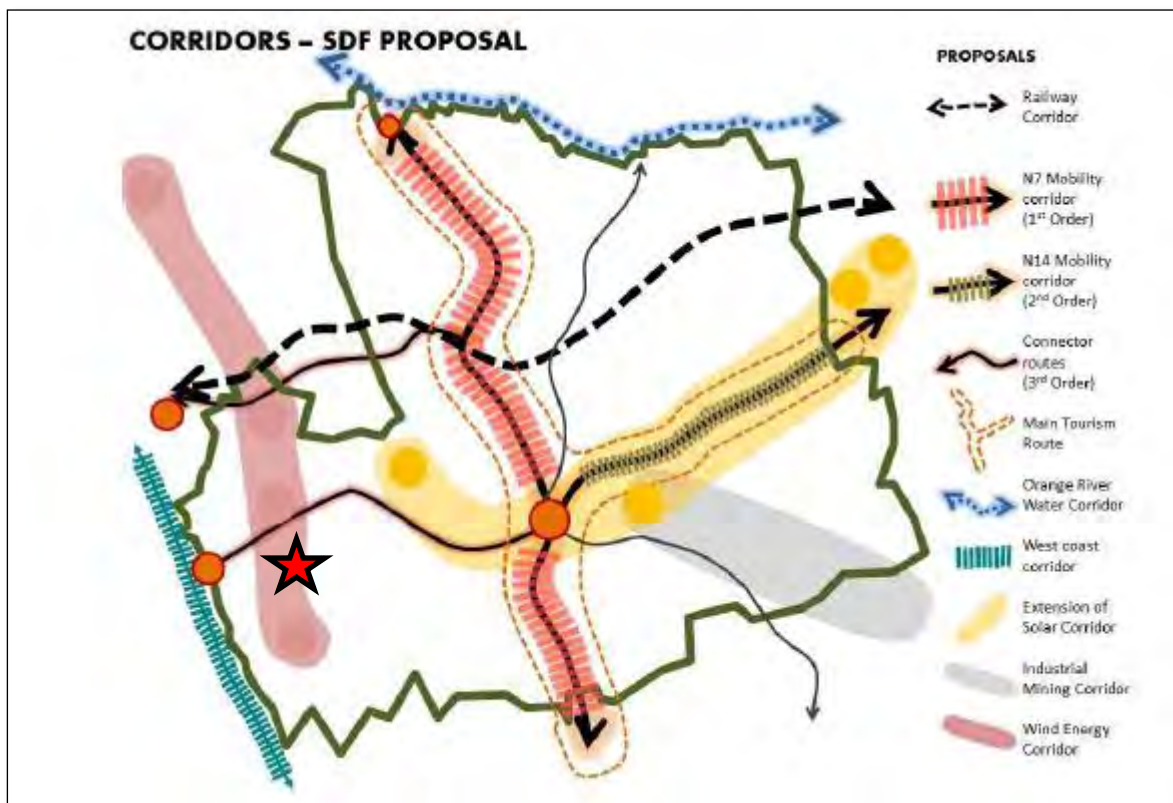 CORRIDORS – SDF PROPOSAL
PROPOSALS
Railway
Corridor
N7 Mobility
corridor
(1st Order)
N14 Mobility
corridor
(2nd Order)
Connector
routes
(3rd Order)
Main Tourism
Route
Orange River
Water Corridor
West coast
corridor
Extension of
Solar Corridor
Industrial
Mining Corridor
Wind Energy
Corridor